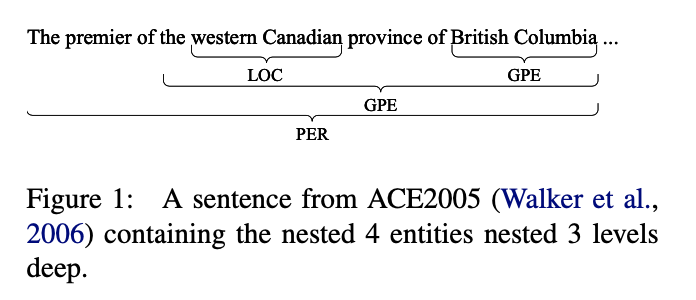 The premier of the western Canadian province of British Columbia ...
LOC GPE
GPE
PER
Figure 1: A sentence from ACE2005 (Walker et al.,
2006) containing the nested 4 entities nested 3 levels
deep.